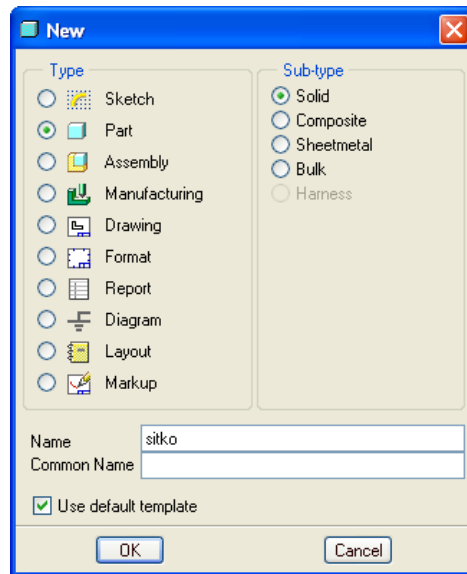 New
Type
Sketch
Part
Assembly
Manufacturing
Drawing
Format
Report
Diagram
Layout
Markup
Sub-type
Solid
Composite
Sheetmetal
Bulk
Harness
Name sitko
Common Name
Use default template
OK Cancel